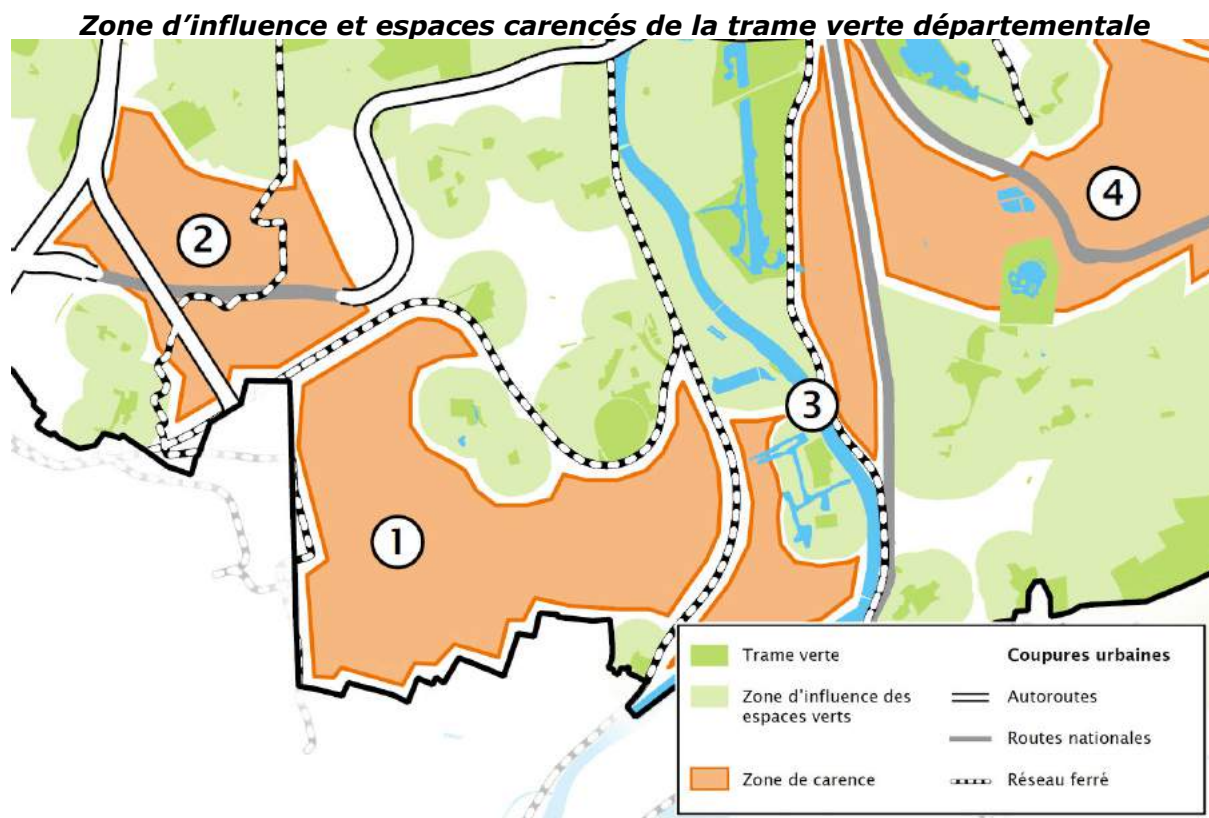 Zone d’influence et espaces carencés de la trame verte départementale
2
4
3
1
Trame verte
Zone d’influence des
espaces verts
Zone de carence
Coupures urbaines
Autoroutes
Routes nationales
Réseau ferré